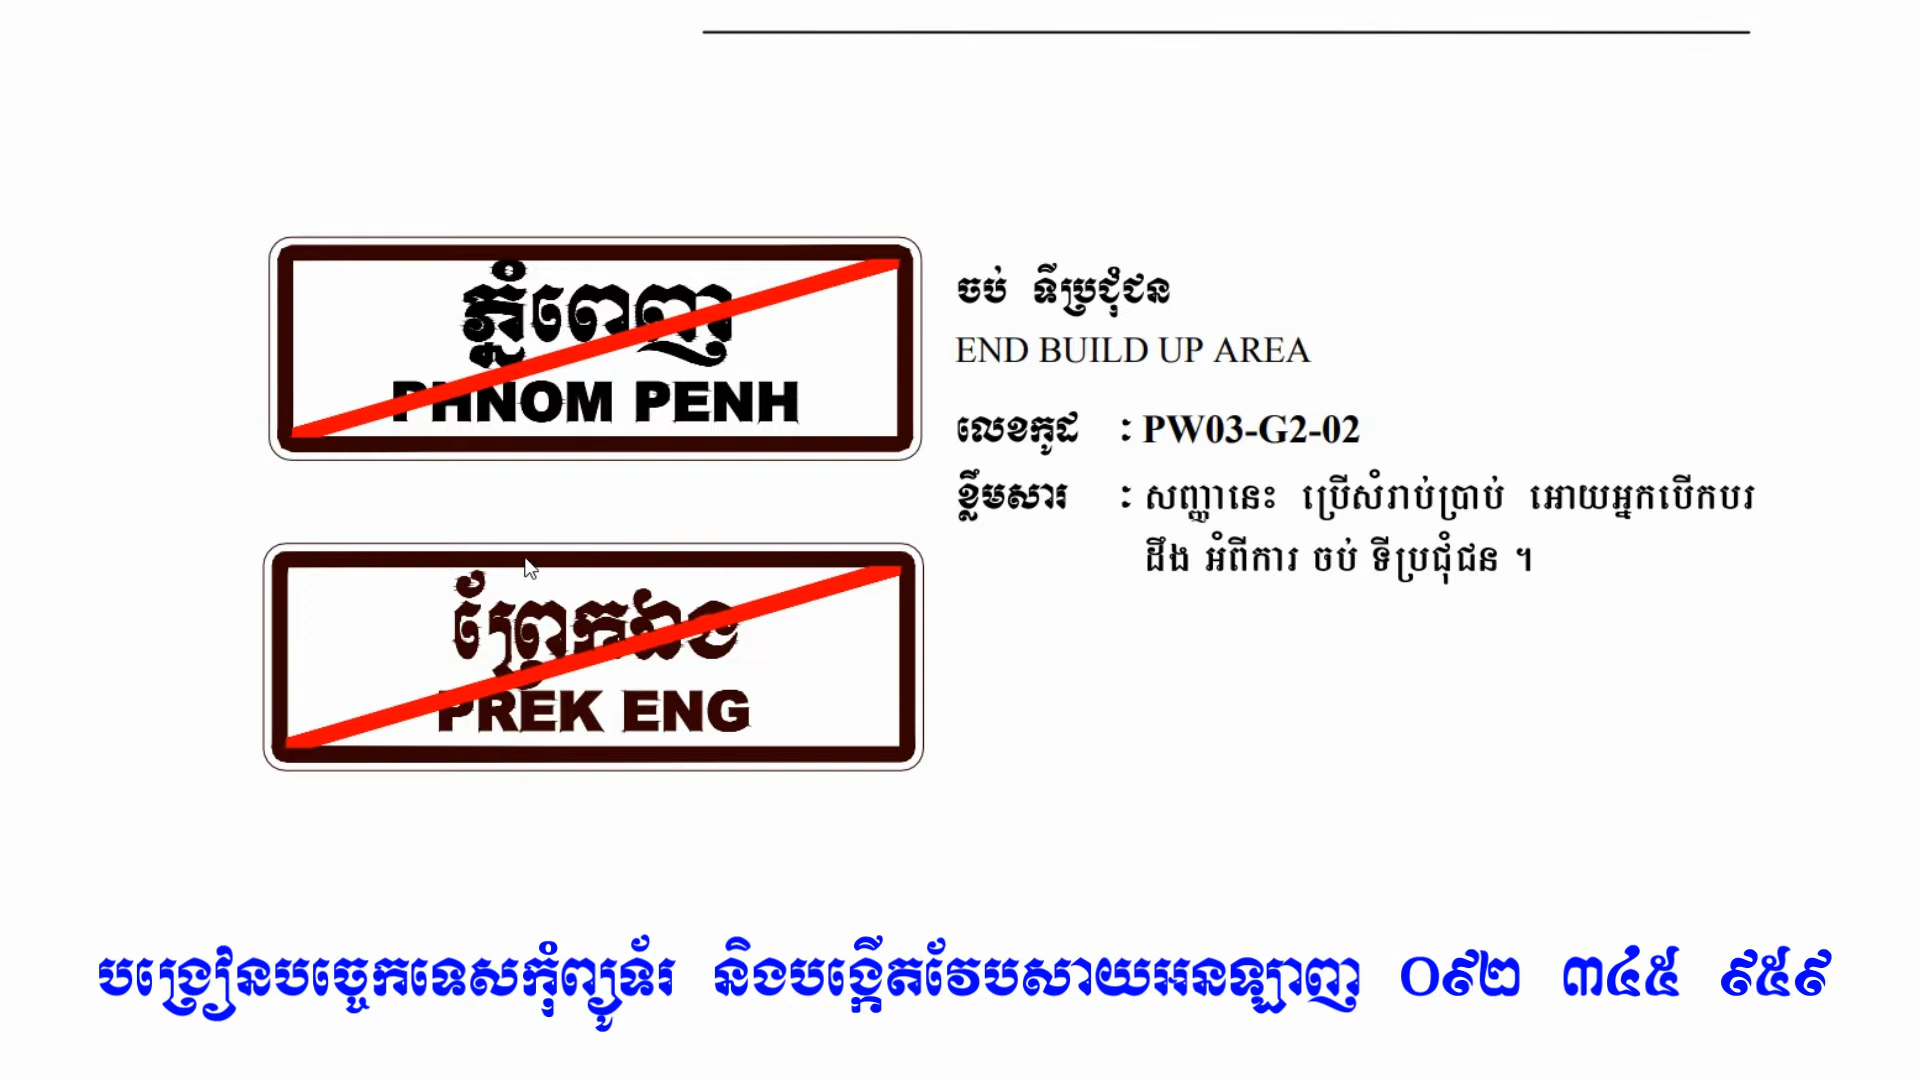 ភ្នំពេញ
PHNOM PENH
ចប់ ទីប្រជុំជន
END BUILD UP AREA
លេខកូដ : PW03-G2-02
ខ្លឹមសារ : សញ្ញានេះ ប្រើសំរាប់ប្រាប់ អោយអ្នកបើកបរ
ដឹង អំពីការ ចប់ ទីប្រជុំជន ។
ព្រែកឯង
PREK ENG
បង្រៀនបច្ចេកទេសកុំព្យូទ័រ និងបង្កើតវែបសាយអនឡាញ ០៩២ ៣៤៥ ៩៥៩